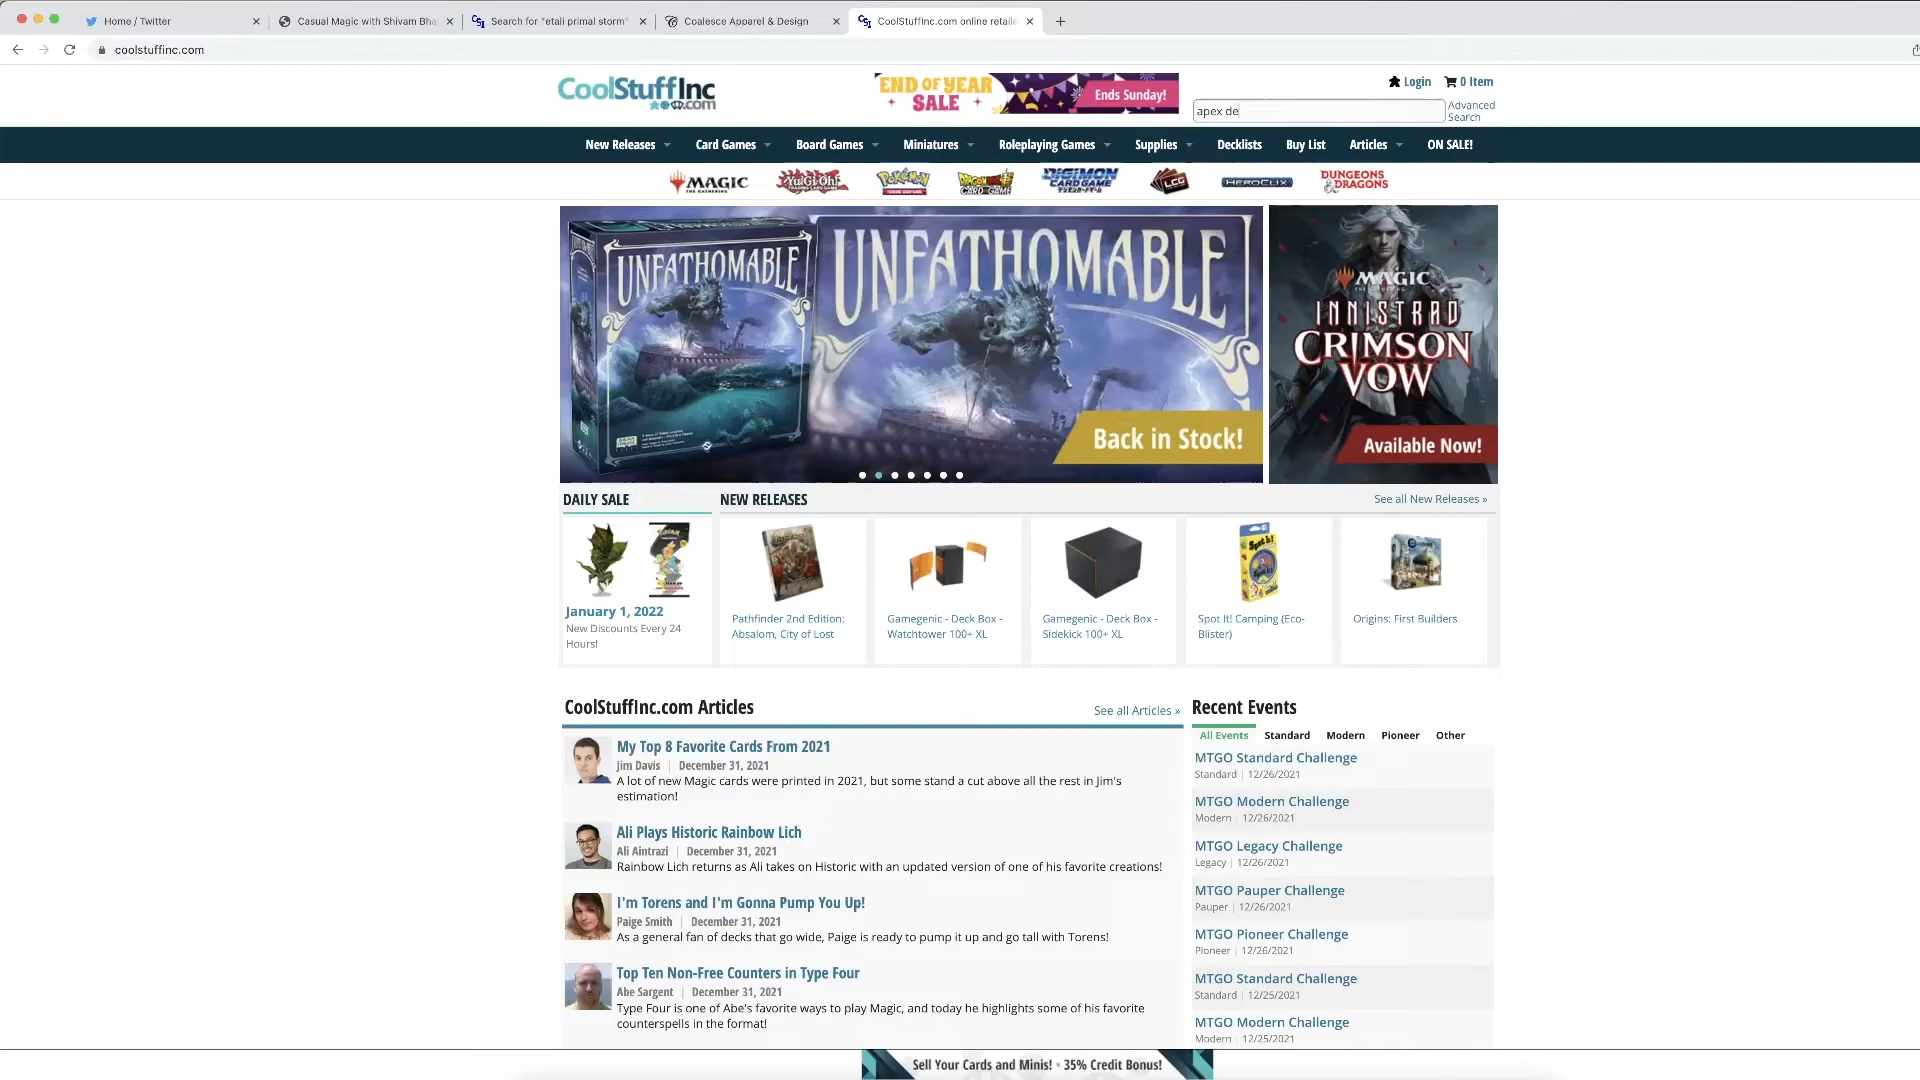 Home / Twitter
Casual Magic with Shivam Bha
Search for "etali primal storm"
Coalesce Apparel & Design
CoolStuffInc.com online retaile
coolstuffinc.com
CoolStuffInc
.com
END OF YEAR
SALE
Ends Sunday!
Login
0 Item
apex de
Advanced
Search
New Releases
Card Games
Board Games
Miniatures
Roleplaying Games
Supplies
Decklists
Buy List
Articles
ON SALE!
MAGIC
THE GATHERING
Yu-Gi-Oh!
TRADING CARD GAME
Pokémon
DRAGON BALL
CARD GAME
DIGIMON
CARD GAME
LCG
HEROCLIX
DUNGEONS
& DRAGONS
UNFATHOMABLE
UNFATHOMABLE
Back in Stock!
MAGIC
INNISTRAD
CRIMSON
VOW
Available Now!
DAILY SALE
NEW RELEASES
See all New Releases »
January 1, 2022
New Discounts Every 24
Hours!
Pathfinder 2nd Edition:
Absalom, City of Lost
Gamegenic - Deck Box -
Watchtower 100+ XL
Gamegenic - Deck Box -
Sidekick 100+ XL
Spot It!
Spot It! Camping (Eco-
Blister)
Origins: First Builders
CoolStuffInc.com Articles
See all Articles »
My Top 8 Favorite Cards From 2021
Jim Davis | December 31, 2021
A lot of new Magic cards were printed in 2021, but some stand a cut above all the rest in Jim's
estimation!
Ali Plays Historic Rainbow Lich
Ali Aintrazi | December 31, 2021
Rainbow Lich returns as Ali takes on Historic with an updated version of one of his favorite creations!
I'm Torens and I'm Gonna Pump You Up!
Paige Smith | December 31, 2021
As a general fan of decks that go wide, Paige is ready to pump it up and go tall with Torens!
Top Ten Non-Free Counters in Type Four
Abe Sargent | December 31, 2021
Type Four is one of Abe's favorite ways to play Magic, and today he highlights some of his favorite
counterspells in the format!
Recent Events
All Events
Standard
Modern
Pioneer
Other
MTGO Standard Challenge
Standard | 12/26/2021
MTGO Modern Challenge
Modern | 12/26/2021
MTGO Legacy Challenge
Legacy | 12/26/2021
MTGO Pauper Challenge
Pauper | 12/26/2021
MTGO Pioneer Challenge
Pioneer | 12/26/2021
MTGO Standard Challenge
Standard | 12/25/2021
MTGO Modern Challenge
Modern | 12/25/2021
Sell Your Cards and Minis! • 35% Credit Bonus!